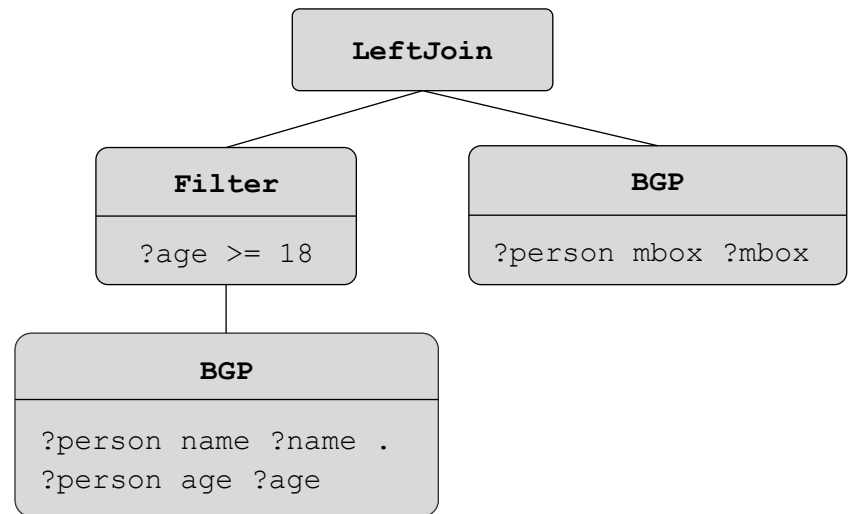 LeftJoin
Filter
?age >= 18
BGP
?person mbox ?mbox
BGP
?person name ?name .
?person age ?age